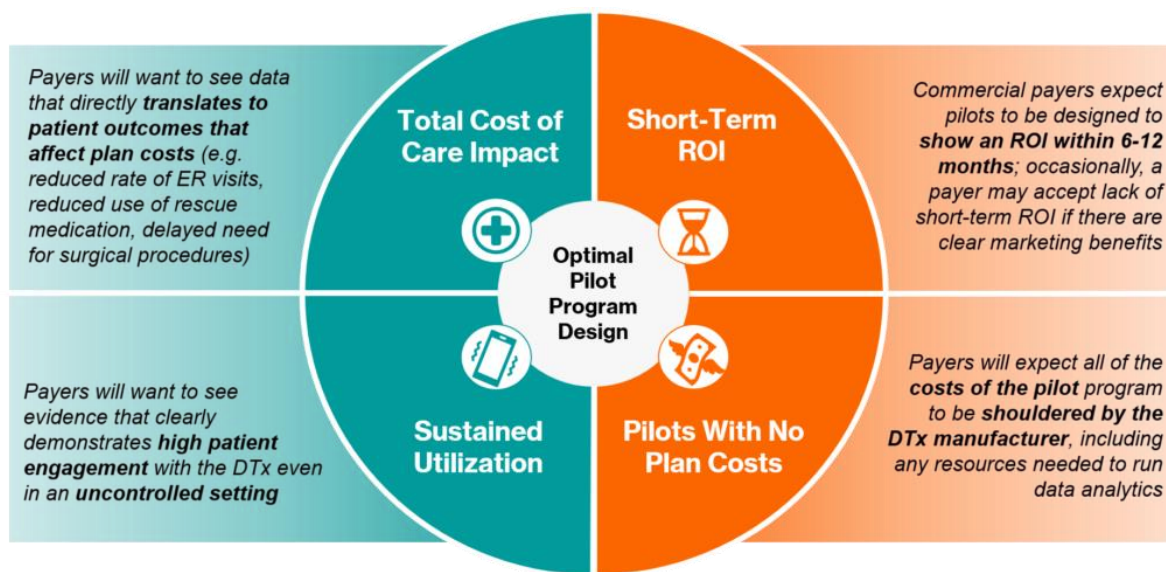 Payers will want to see data
that directly translates to
patient outcomes that
affect plan costs (e.g.
reduced rate of ER visits,
reduced use of rescue
medication, delayed need
for surgical procedures)
Total Cost of
Care Impact
Short-Term
ROI
Commercial payers expect
pilots to be designed to
show an ROI within 6-12
months; occasionally, a
payer may accept lack of
short-term ROI if there are
clear marketing benefits
Optimal
Pilot
Program
Design
Payers will want to see
evidence that clearly
demonstrates high patient
engagement with the DTx even
in an uncontrolled setting
Sustained
Utilization
Pilots With No
Plan Costs
Payers will expect all of the
costs of the pilot program
to be shouldered by the
DTx manufacturer, including
any resources needed to run
data analytics